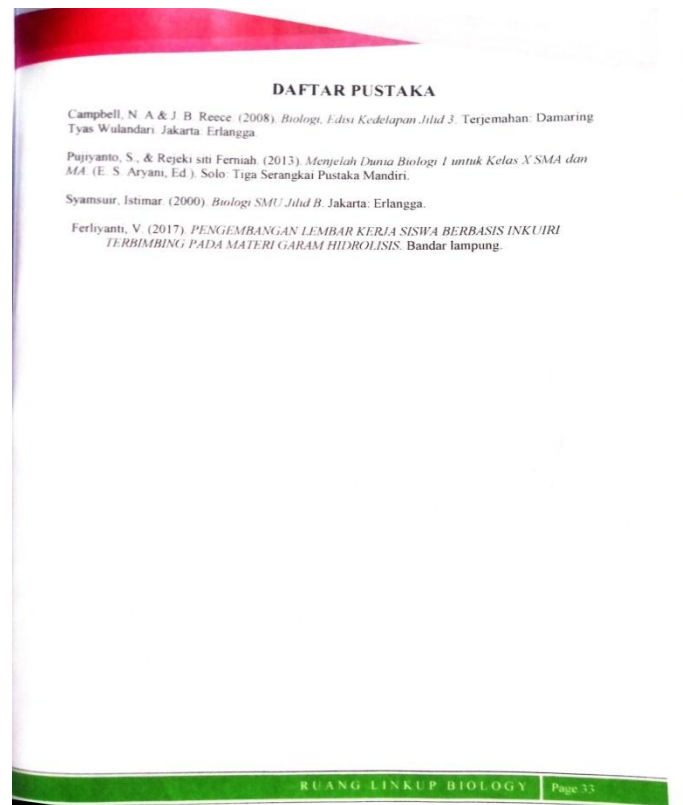 DAFTAR PUSTAKA
Campbell, N. A & J. B. Reece. (2008). Biologi, Edisi Kedelapan Jilid 3. Terjemahan: Damaring
Tyas Wulandari. Jakarta: Erlangga.
Pujiyanto, S., & Rejeki siti Ferniah. (2013). Menjelah Dunia Biologi 1 untuk Kelas X SMA dan
MA. (E. S. Aryani, Ed.). Solo: Tiga Serangkai Pustaka Mandiri.
Syamsuir, Istimar. (2000). Biologi SMU Jilid B. Jakarta: Erlangga.
Ferliyanti, V. (2017). PENGEMBANGAN LEMBAR KERJA SISWA BERBASIS INKUIRI
TERBIMBING PADA MATERI GARAM HIDROLISIS. Bandar lampung.
RUANG LINKUP BIOLOGY Page 33